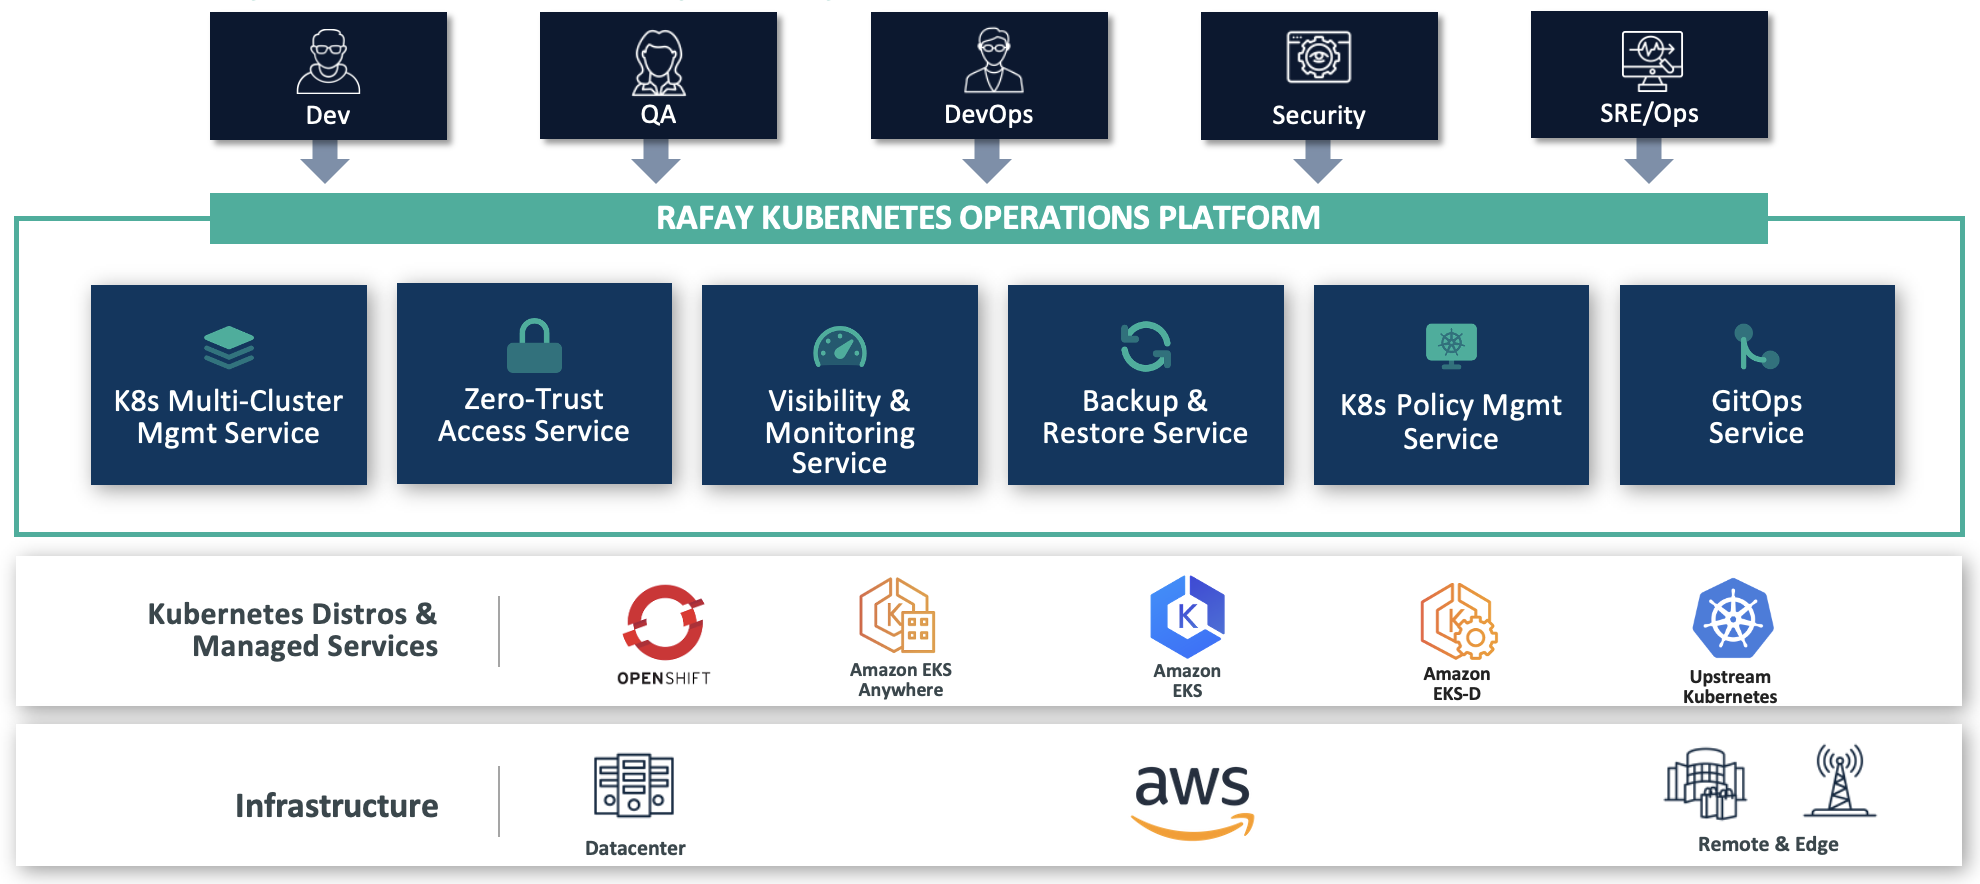 Dev
QA
DevOps
Security
SRE/Ops
RAFAY KUBERNETES OPERATIONS PLATFORM
K8s Multi-Cluster
Mgmt Service
Zero-Trust
Access Service
Visibility &
Monitoring
Service
Backup &
Restore Service
K8s Policy Mgmt
Service
GitOps
Service
Kubernetes Distros &
Managed Services
OPENSHIFT
K
Amazon EKS
Anywhere
K
Amazon
EKS
K
Amazon
EKS-D
Upstream
Kubernetes
Infrastructure
Datacenter
aws
Remote & Edge